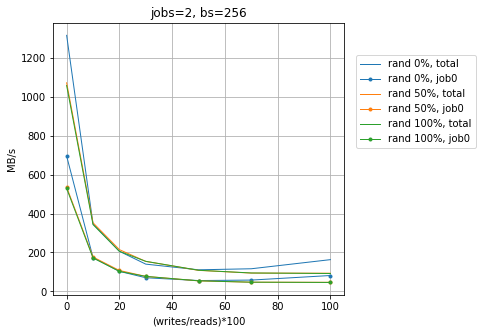 jobs=2, bs=256
MB/s
1200
1000
800
600
400
200
0
0
20
40
60
80
100
(writes/reads)*100
rand 0%, total
rand 0%, job0
rand 50%, total
rand 50%, job0
rand 100%, total
rand 100%, job0